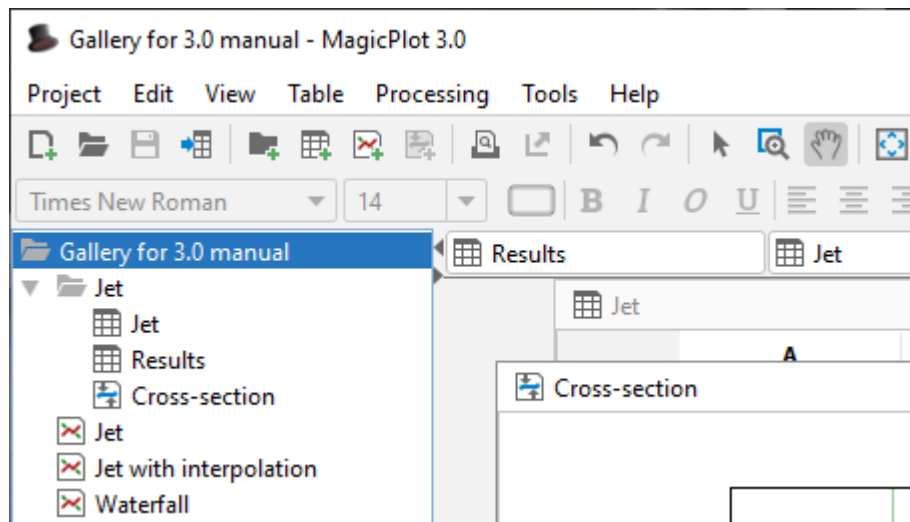 Gallery for 3.0 manual - MagicPlot 3.0
Project Edit View Table Processing Tools Help
Times New Roman 14 B I O U
Gallery for 3.0 manual
Results Jet
Jet
Jet
A
Jet
Results
Cross-section
Cross-section
Jet
Jet with interpolation
Waterfall